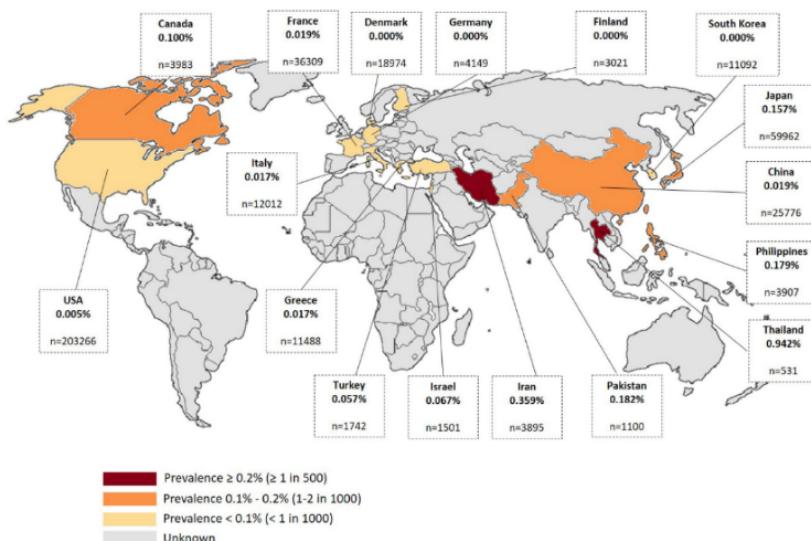 Canada
0.100%
n=3983
France
0.019%
n=36309
Denmark
0.000%
n=18974
Germany
0.000%
n=4149
Finland
0.000%
n=3021
South Korea
0.000%
n=11092
Japan
0.157%
n=59962
Italy
0.017%
n=12012
China
0.019%
n=25776
Philippines
0.179%
n=3907
USA
0.005%
n=203266
Greece
0.017%
n=11488
Thailand
0.942%
n=531
Turkey
0.057%
n=1742
Israel
0.067%
n=1501
Iran
0.359%
n=3895
Pakistan
0.182%
n=1100
Prevalence ≥ 0.2% (≥ 1 in 500)
Prevalence 0.1% - 0.2% (1-2 in 1000)
Prevalence < 0.1% (< 1 in 1000)
Unknown